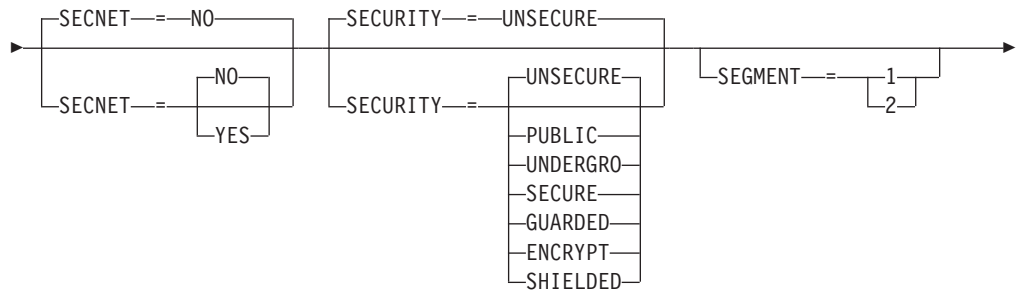 SECNET = NO
SECNET =
NO
YES
SECURITY = UNSECURE
SECURITY =
UNSECURE
PUBLIC
UNDERGRO
SECURE
GUARDED
ENCRYPT
SHIELDED
SEGMENT = 1
2